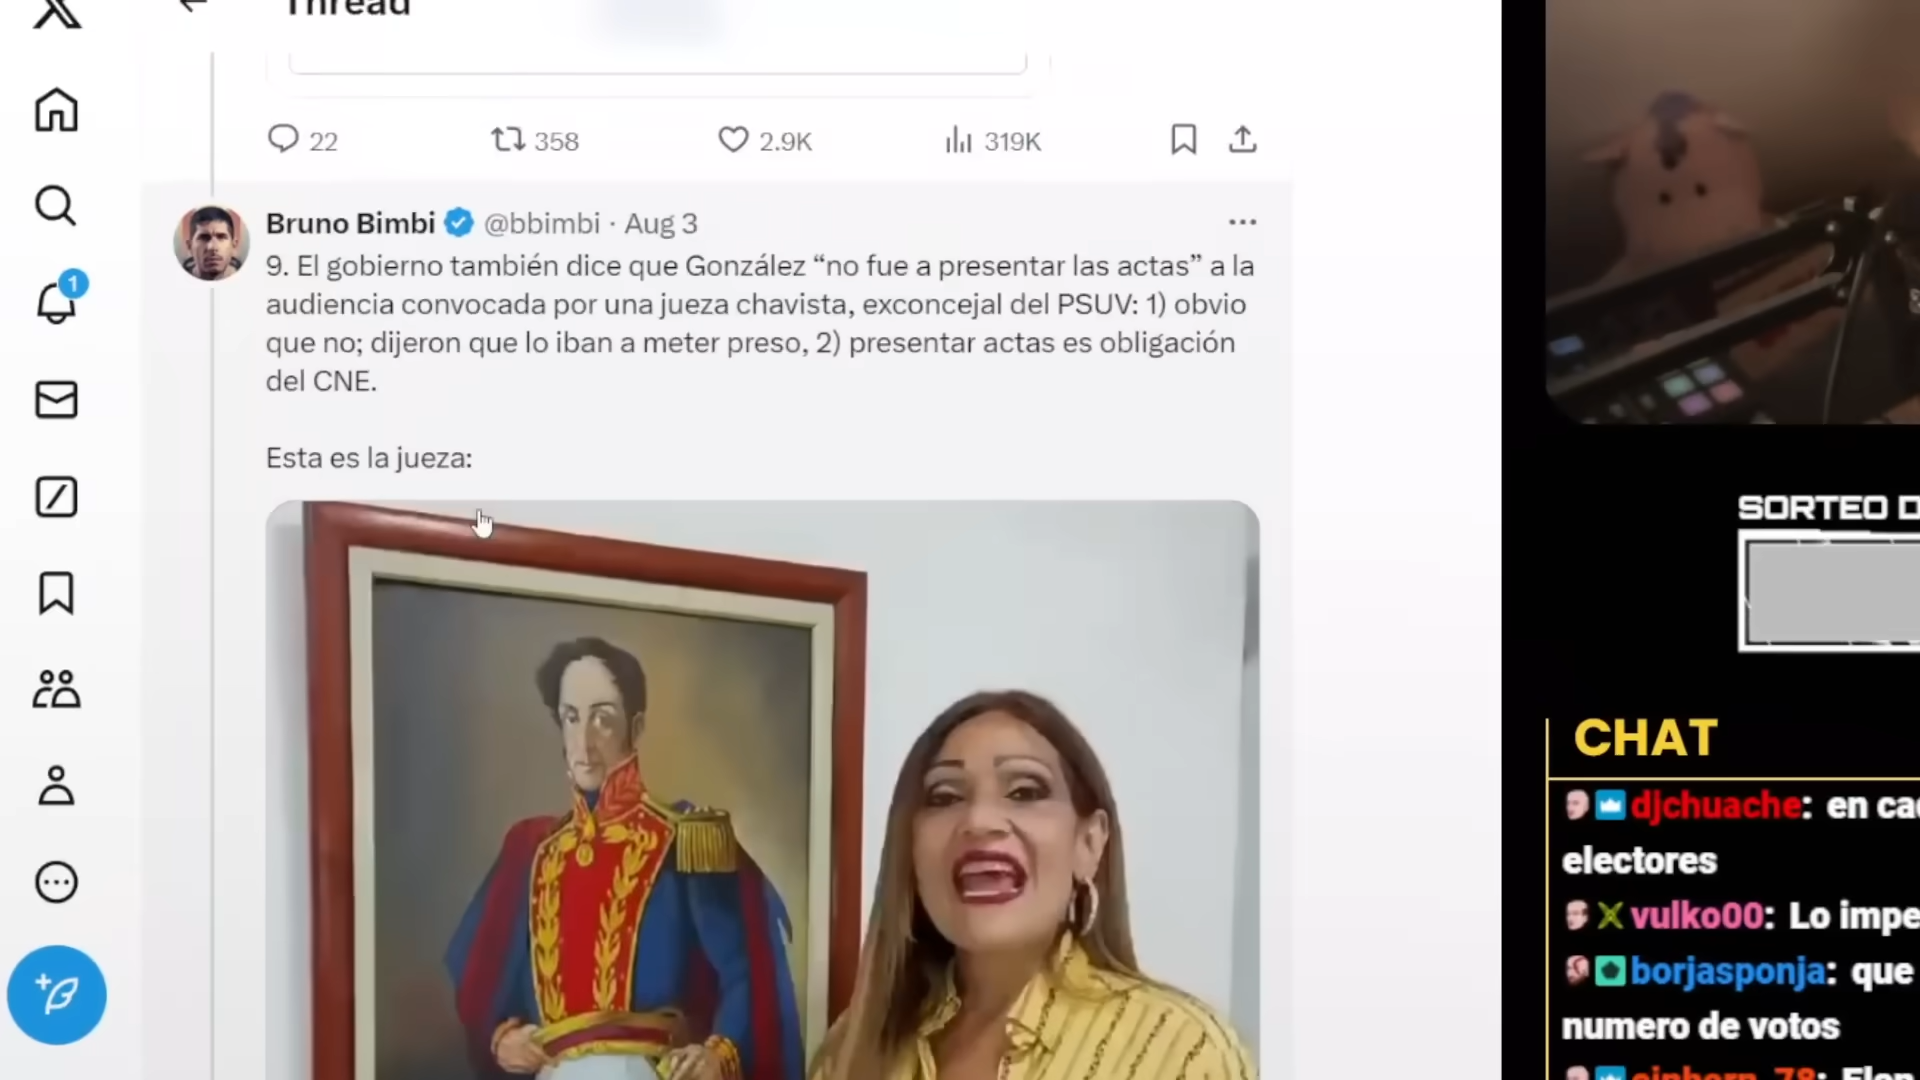 Thread
22
358
2.9K
319K
Bruno Bimbi @bbimbi · Aug 3
9. El gobierno también dice que González “no fue a presentar las actas” a la
audiencia convocada por una jueza chavista, exconcejal del PSUV: 1) obvio
que no; dijeron que lo iban a meter preso, 2) presentar actas es obligación
del CNE.
Esta es la jueza:
1
SORTEO D
CHAT
djchuache: en ca
electores
vulko00: Lo impe
borjasponja: que
numero de votos